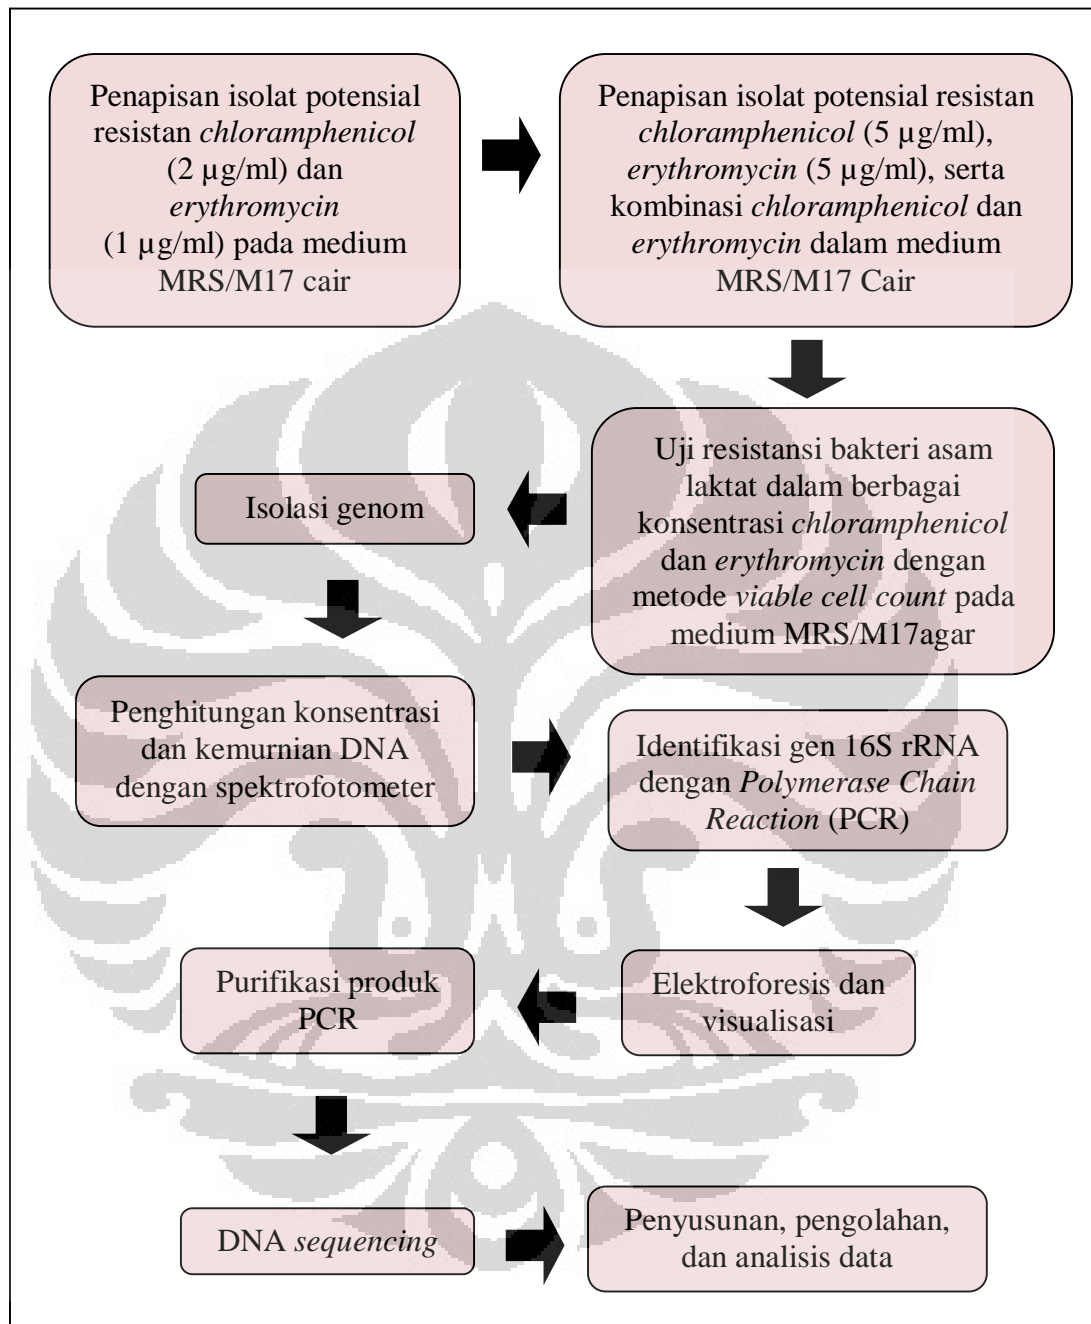 Penapisan isolat potensial
resistan chloramphenicol
(2 µg/ml) dan
erythromycin
(1 µg/ml) pada medium
MRS/M17 cair
Penapisan isolat potensial resistan
chloramphenicol (5 µg/ml),
erythromycin (5 µg/ml), serta
kombinasi chloramphenicol dan
erythromycin dalam medium
MRS/M17 Cair
Uji resistansi bakteri asam
laktat dalam berbagai
konsentrasi chloramphenicol
dan erythromycin dengan
metode viable cell count pada
medium MRS/M17agar
Isolasi genom
Penghitungan konsentrasi
dan kemurnian DNA
dengan spektrofotometer
Identifikasi gen 16S rRNA
dengan Polymerase Chain
Reaction (PCR)
Elektroforesis dan
visualisasi
Purifikasi produk
PCR
DNA sequencing
Penyusunan, pengolahan,
dan analisis data